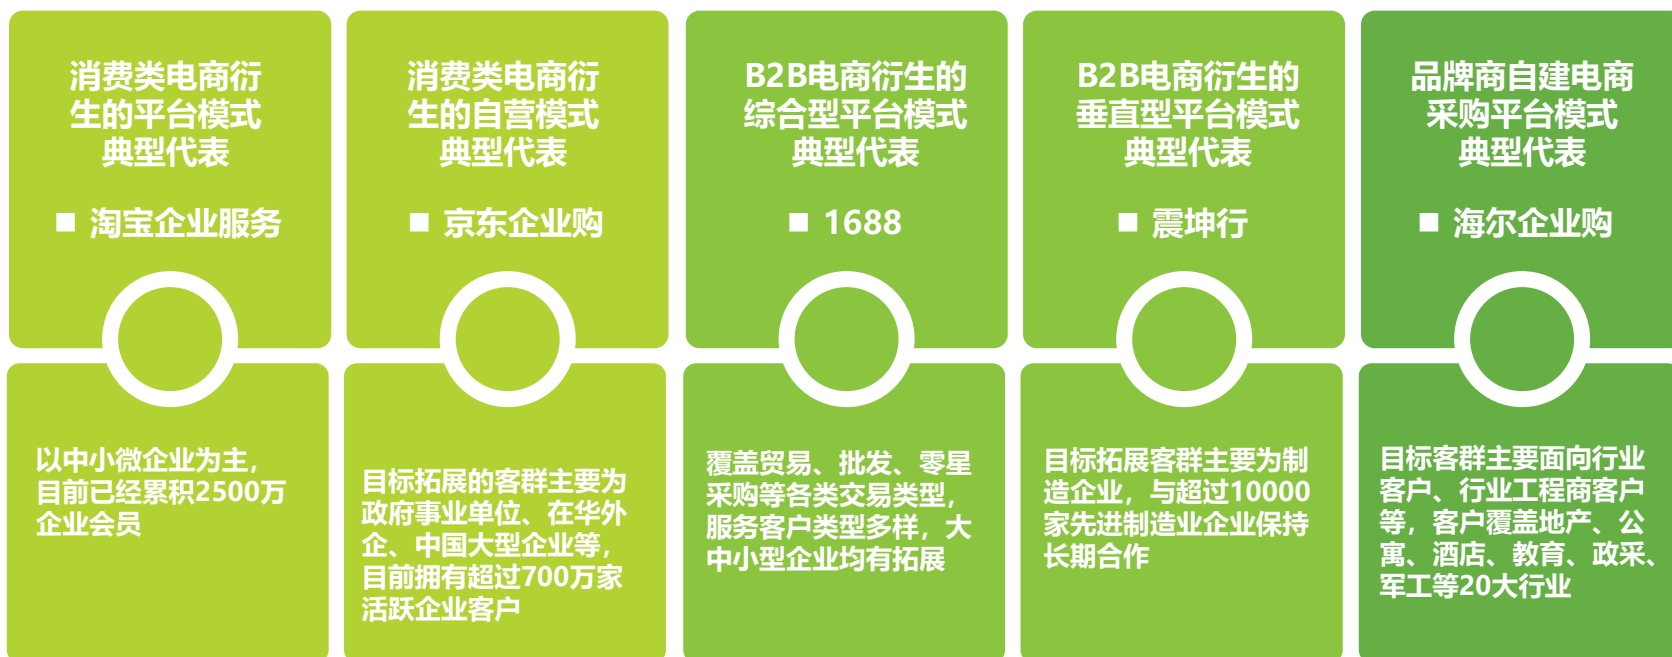 消费类电商衍
生的平台模式
典型代表
■ 淘宝企业服务
以中小微企业为主，
目前已经累积2500万
企业会员
消费类电商衍
生的自营模式
典型代表
■ 京东企业购
目标拓展的客群主要为
政府事业单位、在华外
企、中国大型企业等，
目前拥有超过700万家
活跃企业客户
B2B电商衍生的
综合型平台模式
典型代表
■ 1688
覆盖贸易、批发、零星
采购等各类交易类型，
服务客户类型多样，大
中小型企业均有拓展
B2B电商衍生的
垂直型平台模式
典型代表
■ 震坤行
目标拓展客群主要为制
造企业，与超过10000
家先进制造业企业保持
长期合作
品牌商自建电商
采购平台模式
典型代表
■ 海尔企业购
目标客群主要面向行业
客户、行业工程商客户
等，客户覆盖地产、公
寓、酒店、教育、政采、
军工等20大行业